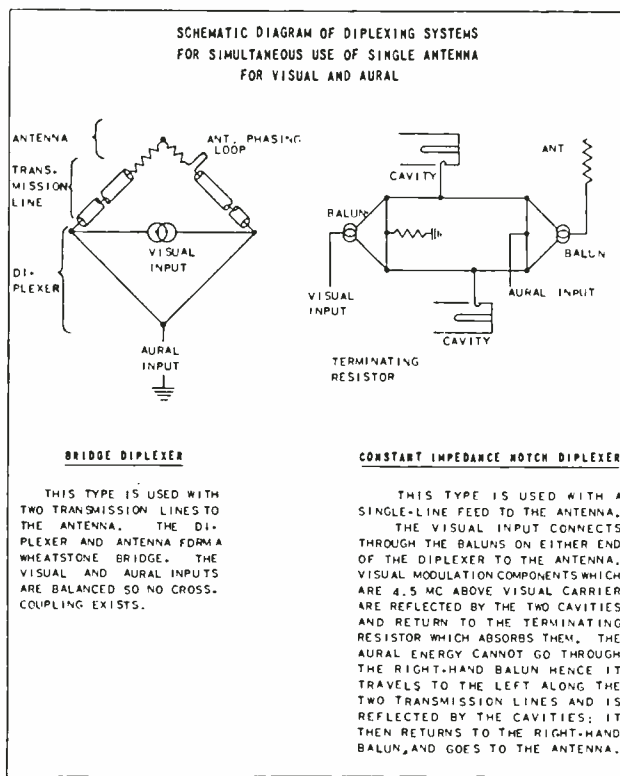 SCHEMATIC DIAGRAM OF DIPLEXING SYSTEMS
FOR SIMULTANEOUS USE OF SINGLE ANTENNA
FOR VISUAL AND AURAL
ANTENNA
ANT. PHASING
LOOP
TRANS-
MISSION
LINE
VISUAL
INPUT
DI-
PLEXER
AURAL
INPUT
CAVITY
ANT
BALUN
BALUN
VISUAL
INPUT
AURAL INPUT
CAVITY
TERMINATING
RESISTOR
BRIDGE DIPLEXER
THIS TYPE IS USED WITH
TWO TRANSMISSION LINES TO
THE ANTENNA. THE DI-
PLEXER AND ANTENNA FORM A
WHEATSTONE BRIDGE. THE
VISUAL AND AURAL INPUTS
ARE BALANCED SO NO CROSS-
COUPLING EXISTS.
CONSTANT IMPEDANCE NOTCH DIPLEXER
THIS TYPE IS USED WITH A
SINGLE-LINE FEED TO THE ANTENNA.
THE VISUAL INPUT CONNECTS
THROUGH THE BALUNS ON EITHER END
OF THE DIPLEXER TO THE ANTENNA.
VISUAL MODULATION COMPONENTS WHICH
ARE 4.5 MC ABOVE VISUAL CARRIER
ARE REFLECTED BY THE TWO CAVITIES
AND RETURN TO THE TERMINATING
RESISTOR WHICH ABSORBS THEM. THE
AURAL ENERGY CANNOT GO THROUGH
THE RIGHT-HAND BALUN HENCE IT
TRAVELS TO THE LEFT ALONG THE
TWO TRANSMISSION LINES AND IS
REFLECTED BY THE CAVITIES; IT
THEN RETURNS TO THE RIGHT-HAND
BALUN, AND GOES TO THE ANTENNA.